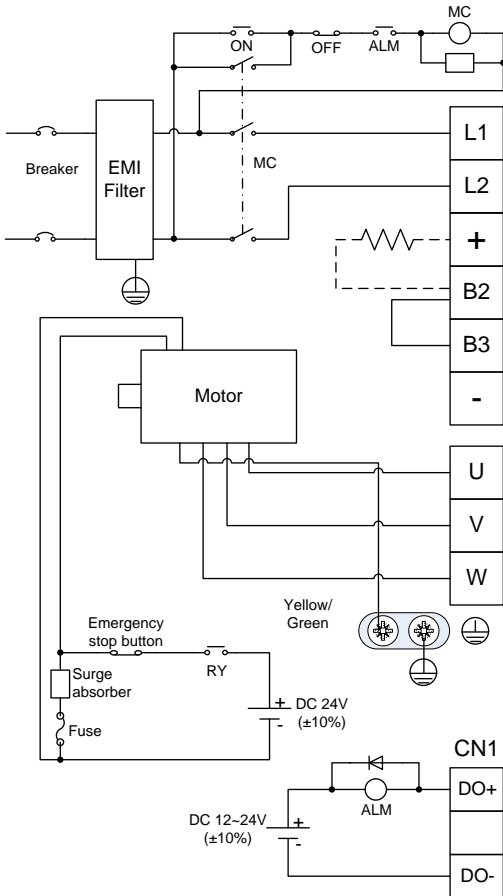 MC
ON
OFF
ALM
Breaker
EMI
Filter
MC
L1
L2
+
B2
B3
-
Motor
U
V
W
Yellow/
Green
Emergency
stop button
RY
Surge
absorber
Fuse
+
DC 24V
(±10%)
-
CN1
DO+
ALM
DC 12~24V
(±10%)
+
-
DO-